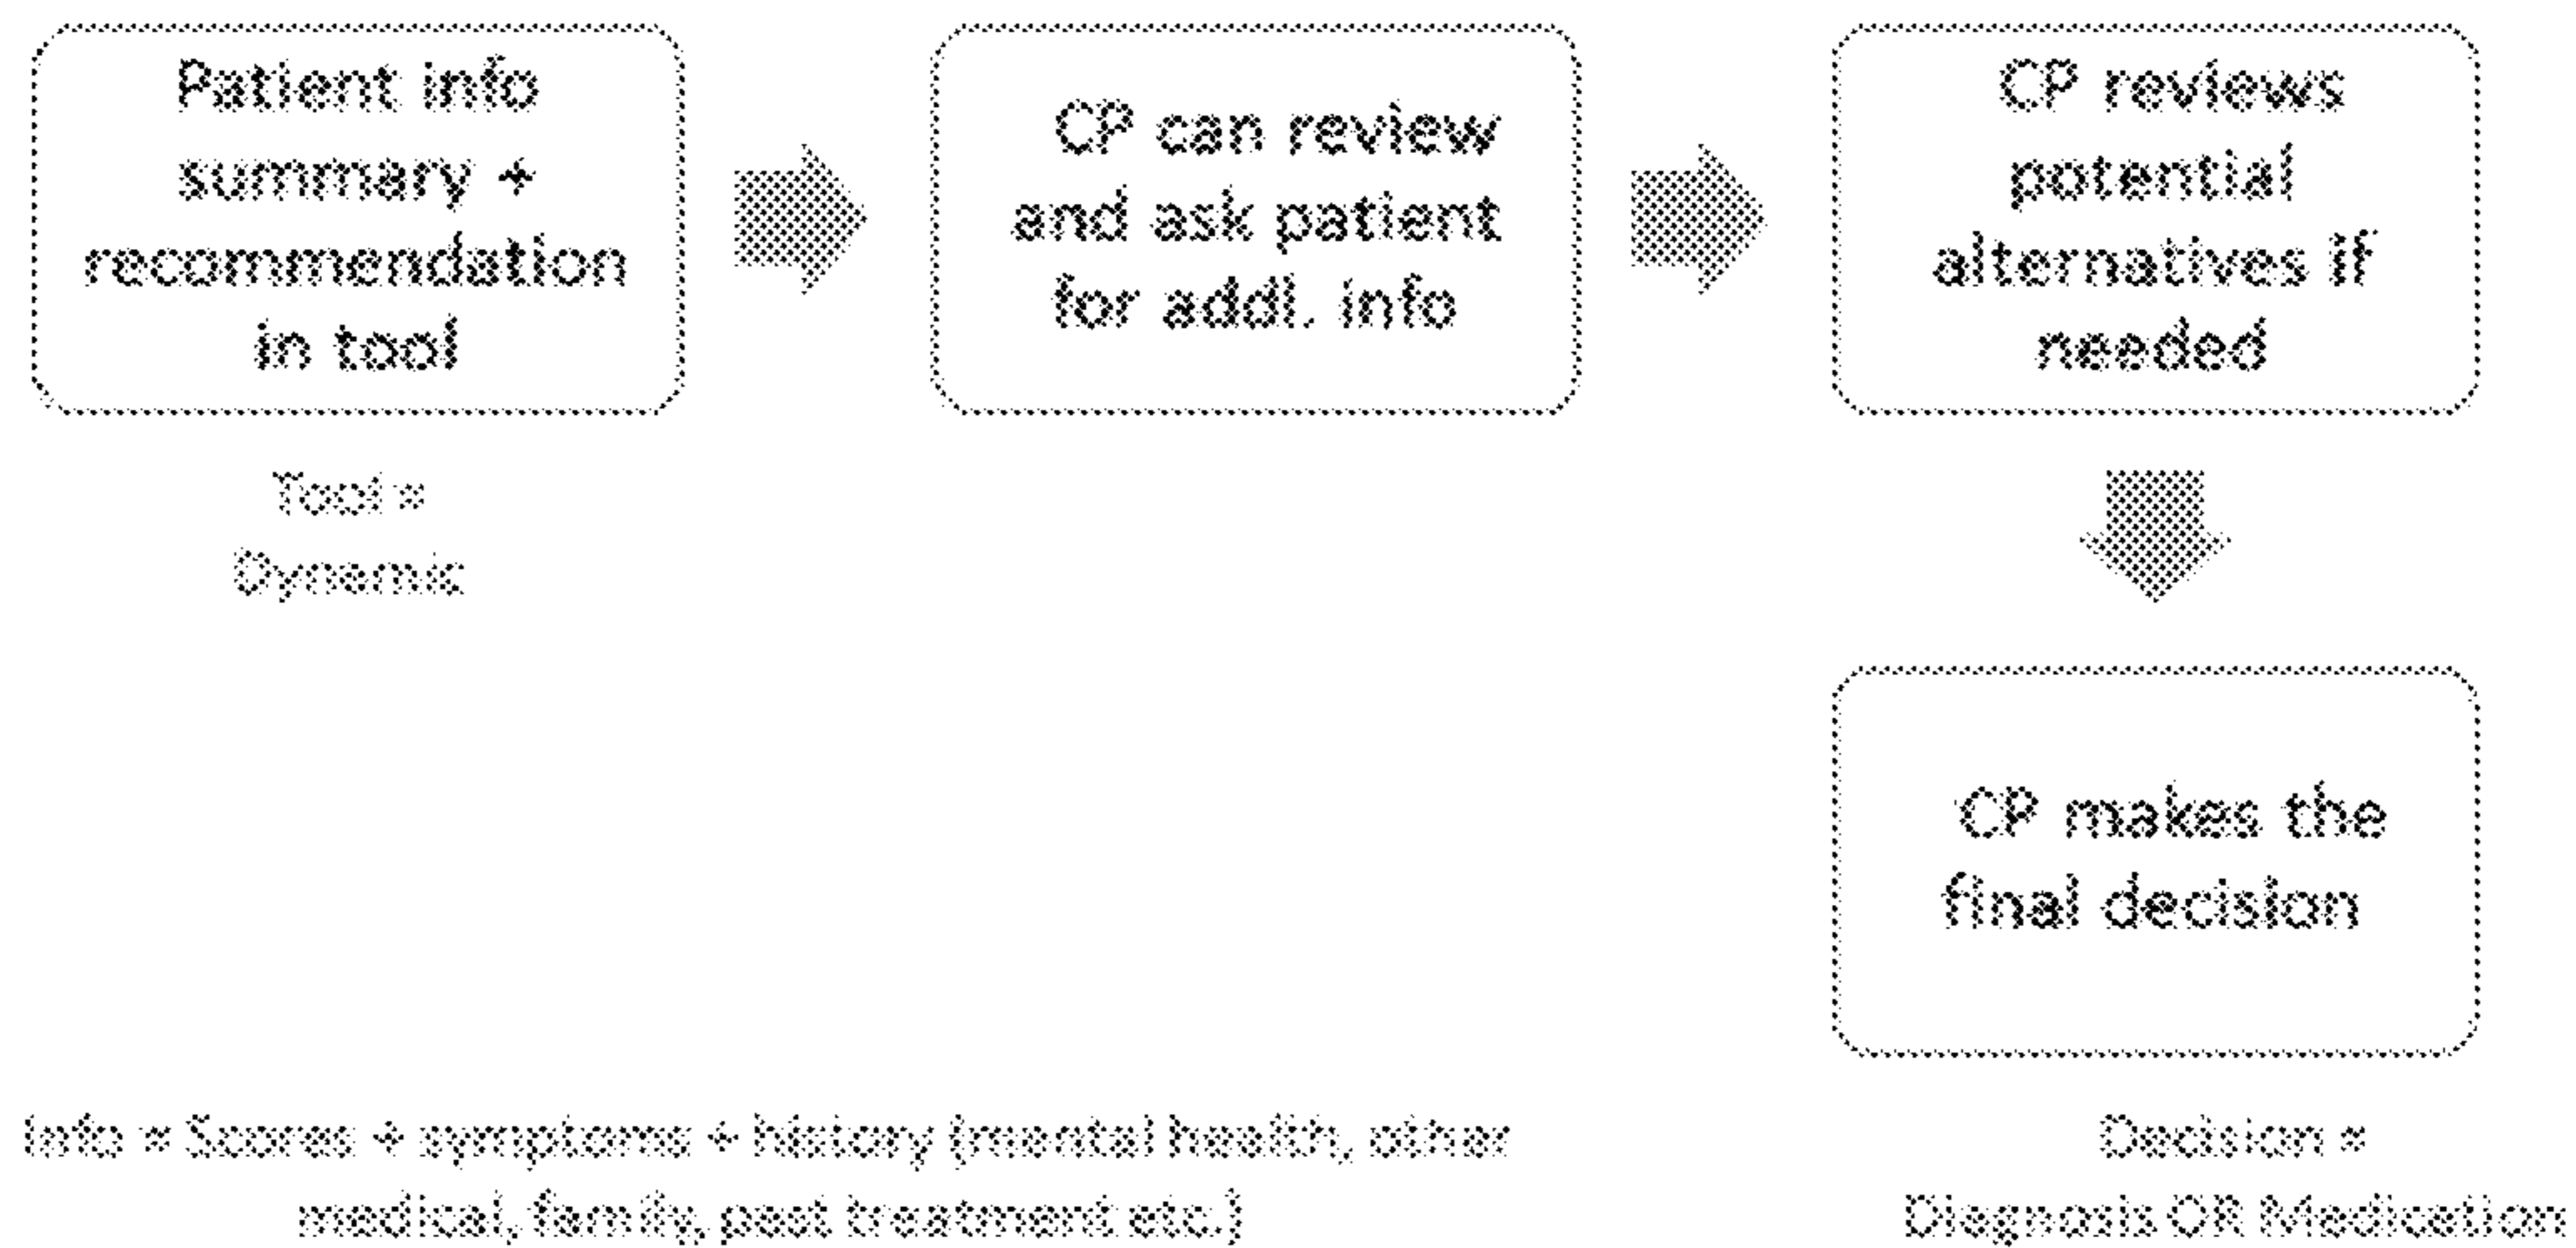 Patient info
summary +
recommendation
in tool
CP can review
and ask patient
for addl. info
CP reviews
potential
alternatives if
needed
Tool =
Dynamic
CP makes the
final decision
Info = Scores + symptoms + history (mental health, other
medical, family, past treatment etc.)
Decision =
Diagnosis OR Medication